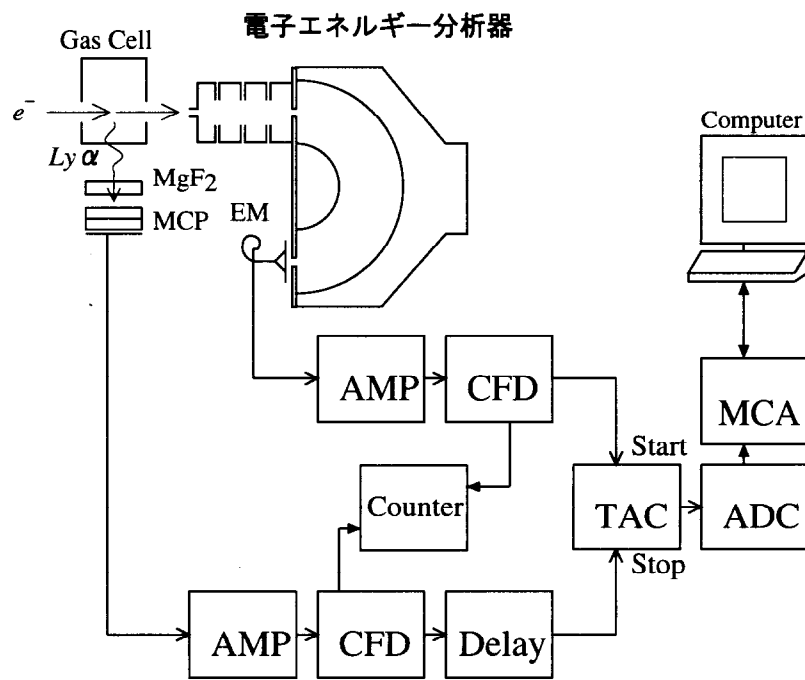 電子エネルギー分析器
Gas Cell
e⁻
Ly α
MgF2
MCP
EM
Computer
AMP
CFD
MCA
Start
Counter
TAC
ADC
Stop
AMP
CFD
Delay